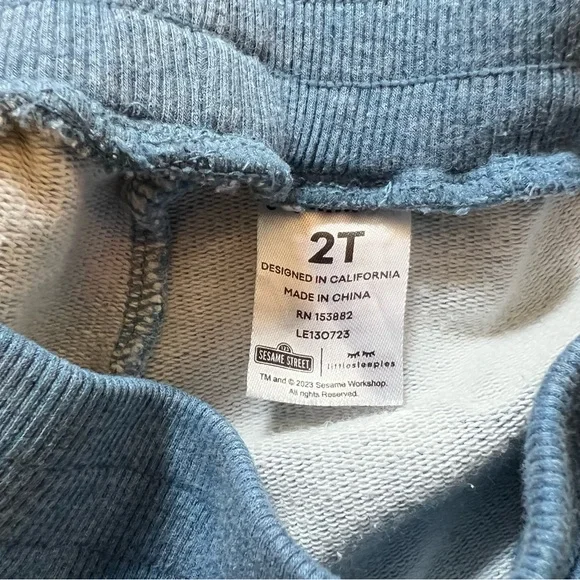 2T
DESIGNED IN CALIFORNIA
MADE IN CHINA
RN 153882
LE130723
123
SESAME STREET
littlesleepies
TM and © 2023 Sesame Workshop.
All rights Reserved.